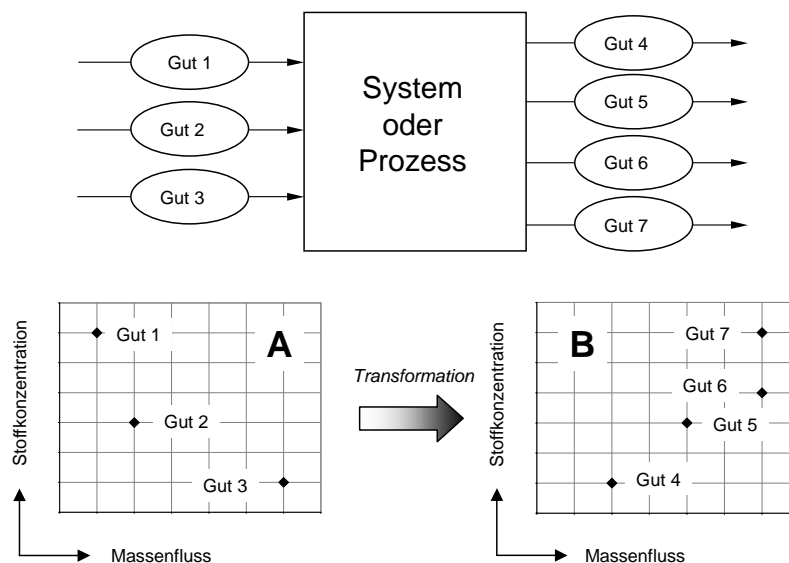 Gut 1
Gut 2
Gut 3
System
oder
Prozess
Gut 4
Gut 5
Gut 6
Gut 7
Stoffkonzentration
Gut 1
A
Gut 2
Gut 3
Massenfluss
Transformation
Stoffkonzentration
B
Gut 7
Gut 6
Gut 5
Gut 4
Massenfluss